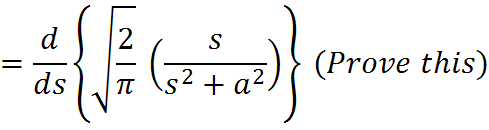 = d/ds {√(2/π) (s/(s² + a²))} (Prove this)